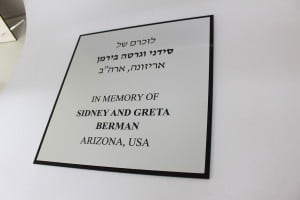 לזכרם של
סידני וגרטה בירמן
אריזונה, ארה"ב
IN MEMORY OF
SIDNEY AND GRETA
BERMAN
ARIZONA, USA